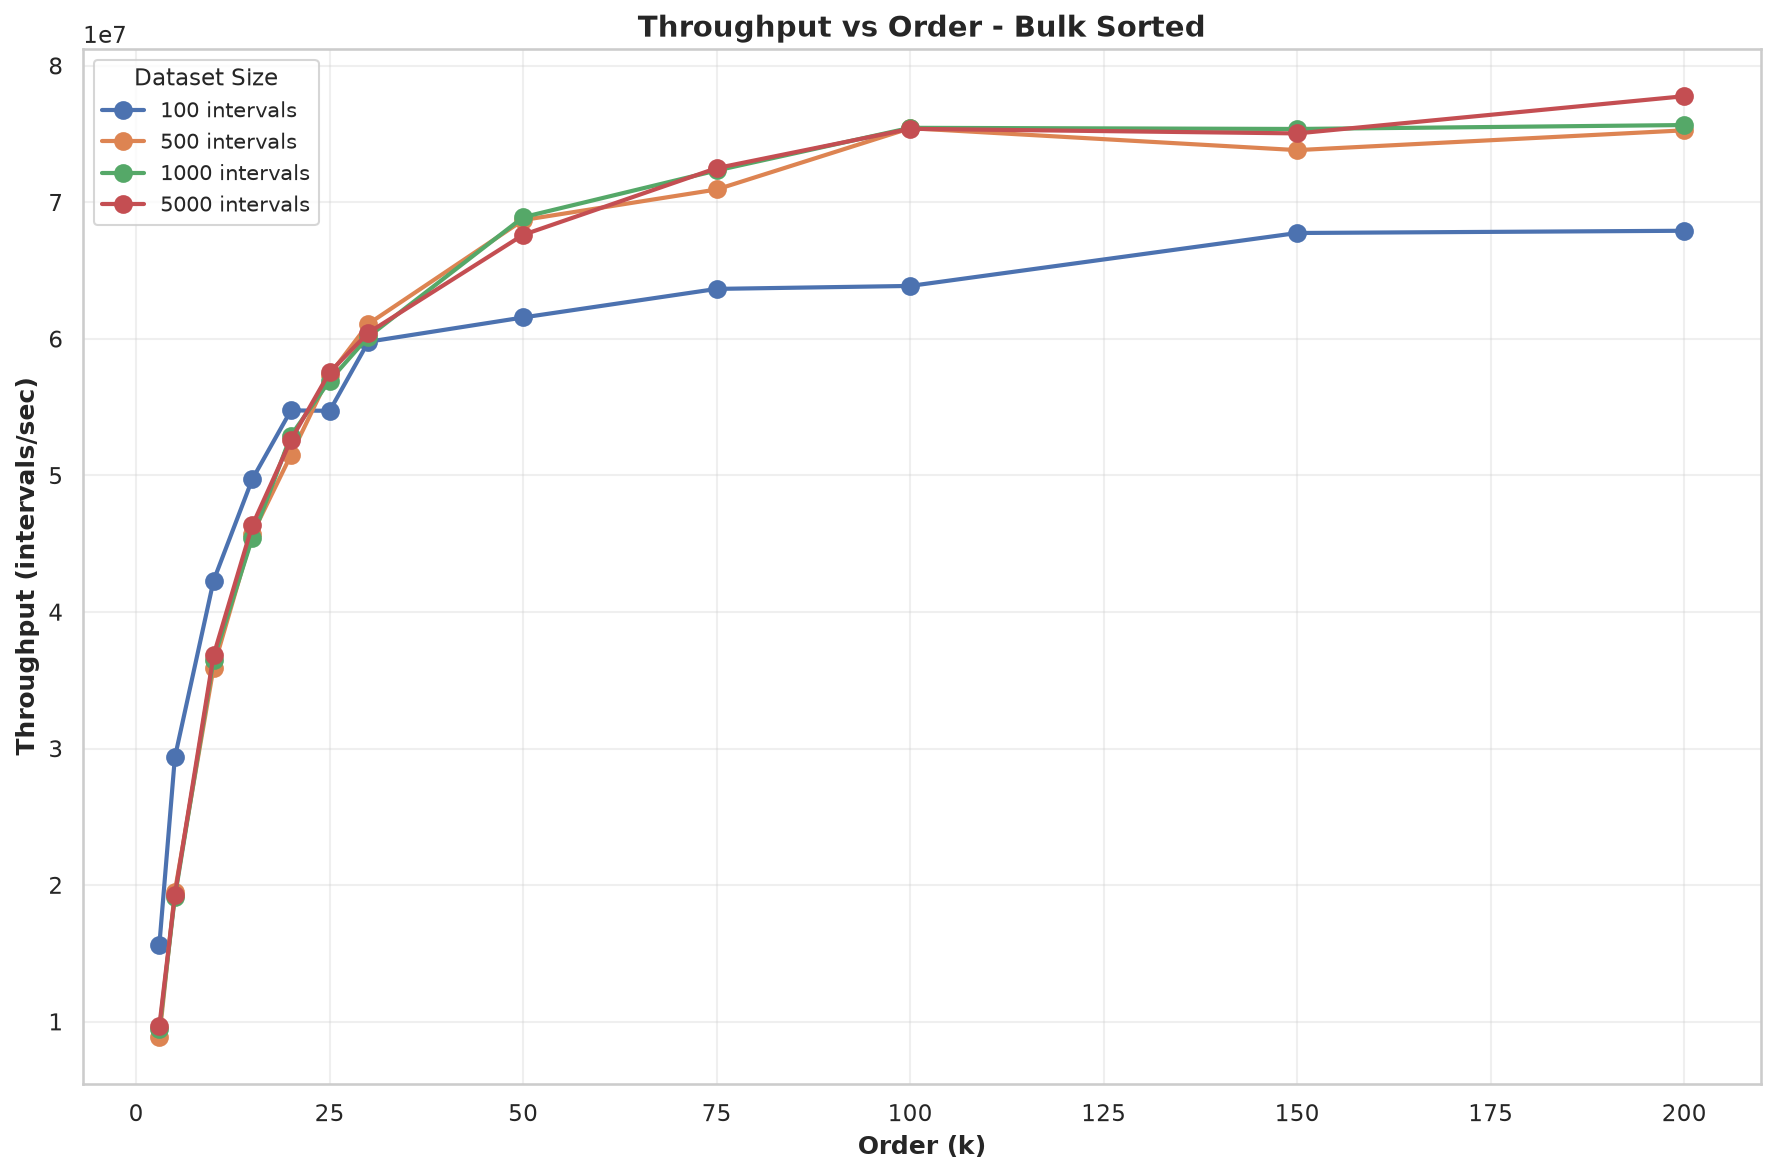 Throughput vs Order - Bulk Sorted
1e7
Dataset Size
100 intervals
500 intervals
1000 intervals
5000 intervals
8
7
6
5
4
3
2
1
Throughput (intervals/sec)
0 25 50 75 100 125 150 175 200
Order (k)